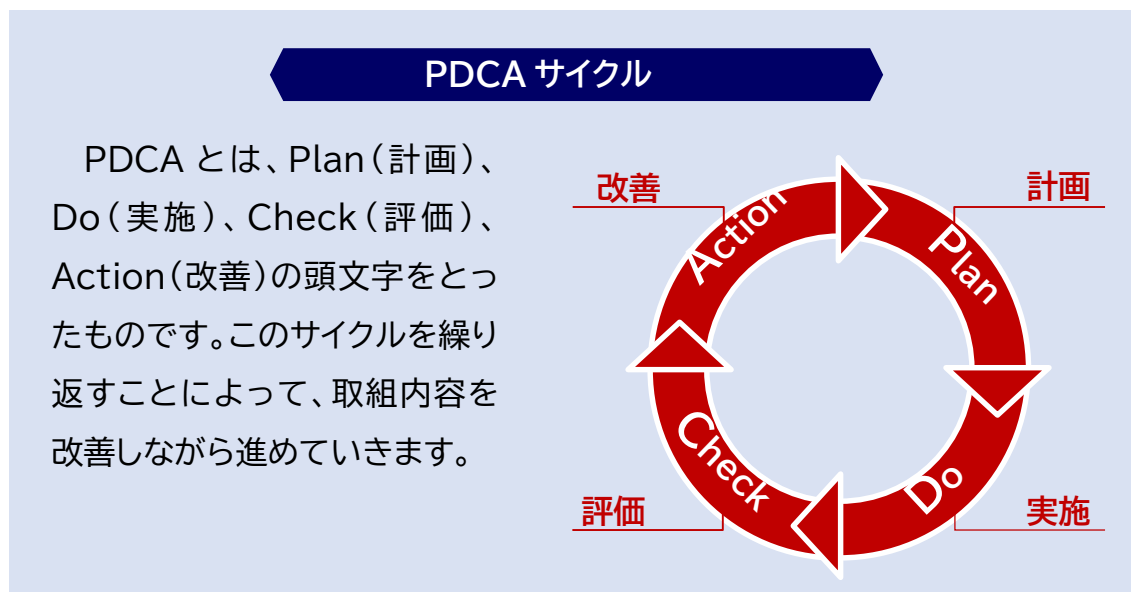 PDCA サイクル
PDCA とは、Plan(計画)、
Do(実施)、Check(評価)、
Action(改善)の頭文字をとっ
たものです。このサイクルを繰り
返すことによって、取組内容を
改善しながら進めていきます。
改善
計画
Action
Plan
Check
Do
評価
実施